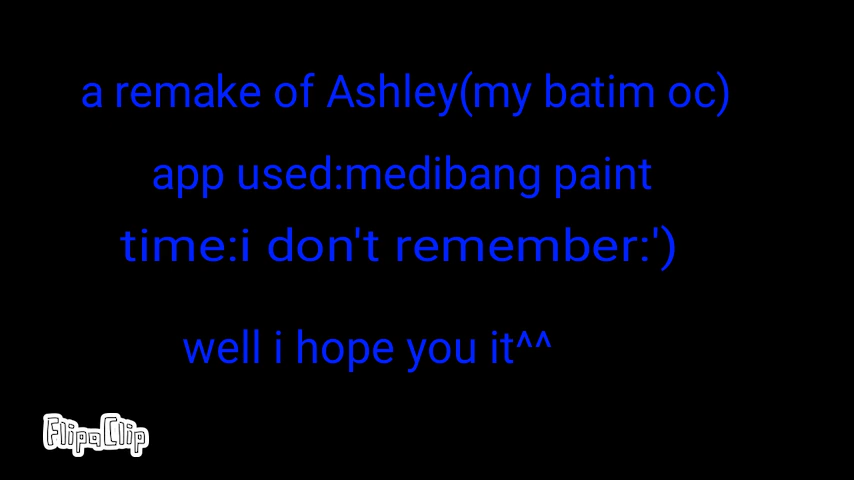 a remake of Ashley(my batim oc)
app used:medibang paint
time:i don't remember:')
well i hope you it^^
FlipaClip